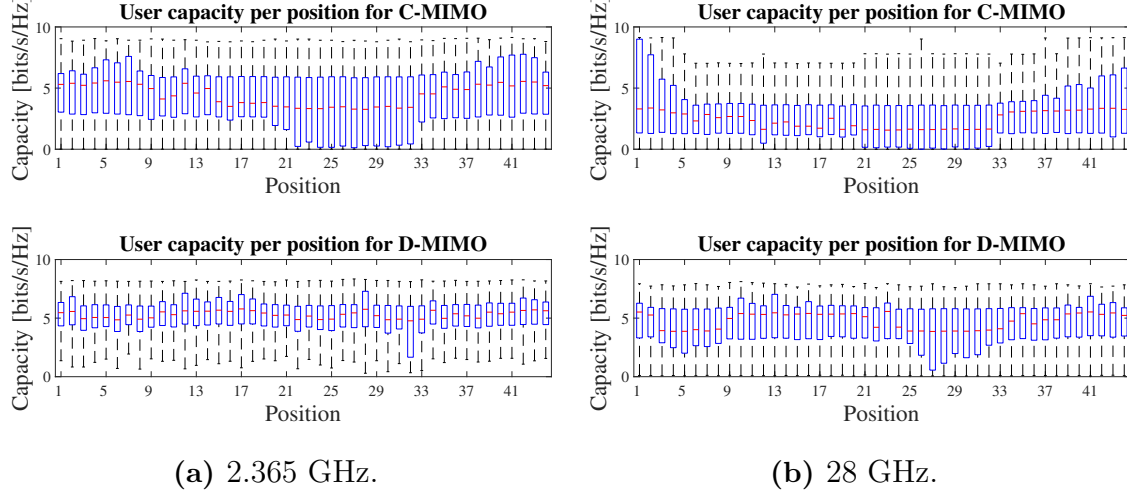 User capacity per position for C-MIMO
Capacity [bits/s/Hz]
10
5
0
1 5 9 13 17 21 25 29 33 37 41
Position
User capacity per position for D-MIMO
Capacity [bits/s/Hz]
10
5
0
1 5 9 13 17 21 25 29 33 37 41
Position
(a) 2.365 GHz.
User capacity per position for C-MIMO
Capacity [bits/s/Hz]
10
5
0
1 5 9 13 17 21 25 29 33 37 41
Position
User capacity per position for D-MIMO
Capacity [bits/s/Hz]
10
5
0
1 5 9 13 17 21 25 29 33 37 41
Position
(b) 28 GHz.